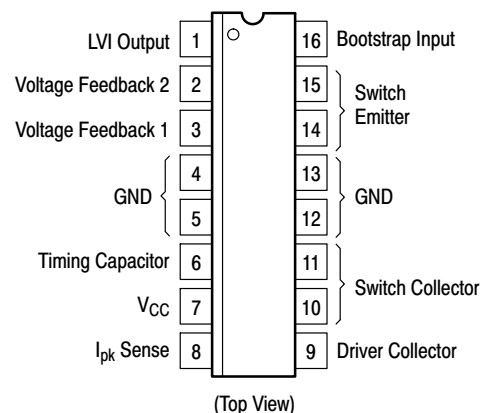 LVI Output 1 16 Bootstrap Input
Voltage Feedback 2 2 15 Switch
Emitter
Voltage Feedback 1 3 14
4 13
GND GND
5 12
Timing Capacitor 6 11
Switch Collector
VCC 7 10
Ipk Sense 8 9 Driver Collector
(Top View)